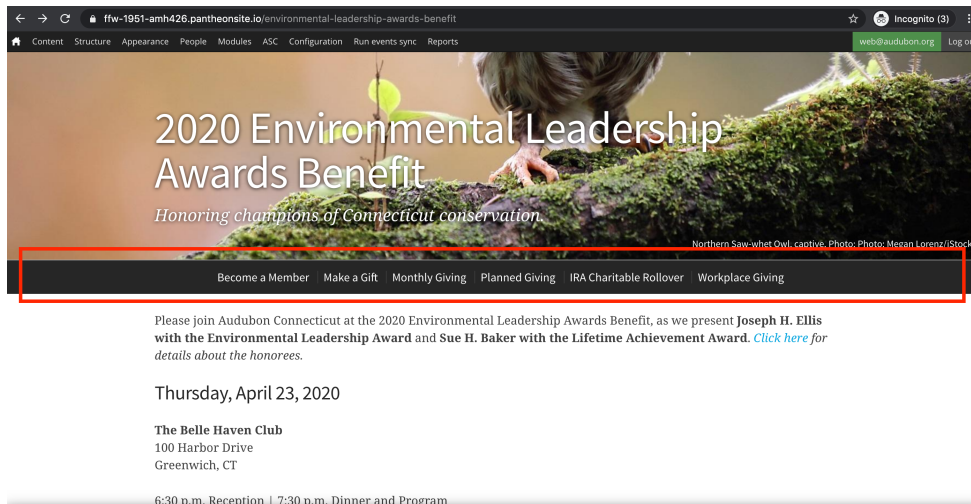 ffw-1951-amh426.pantheonsite.io/environmental-leadership-awards-benefit Incognito (3)
Content Structure Appearance People Modules ASC Configuration Run events sync Reports web@audubon.org Log
2020 Environmental Leadership
Awards Benefit
Honoring champions of Connecticut conservation.
Northern Saw-whet Owl, captive. Photo: Photo: Megan Lorenz/iStock
Become a Member Make a Gift Monthly Giving Planned Giving IRA Charitable Rollover Workplace Giving
Please join Audubon Connecticut at the 2020 Environmental Leadership Awards Benefit, as we present Joseph H. Ellis
with the Environmental Leadership Award and Sue H. Baker with the Lifetime Achievement Award. Click here for
details about the honorees.
Thursday, April 23, 2020
The Belle Haven Club
100 Harbor Drive
Greenwich, CT
6:30 p.m. Reception | 7:30 p.m. Dinner and Program